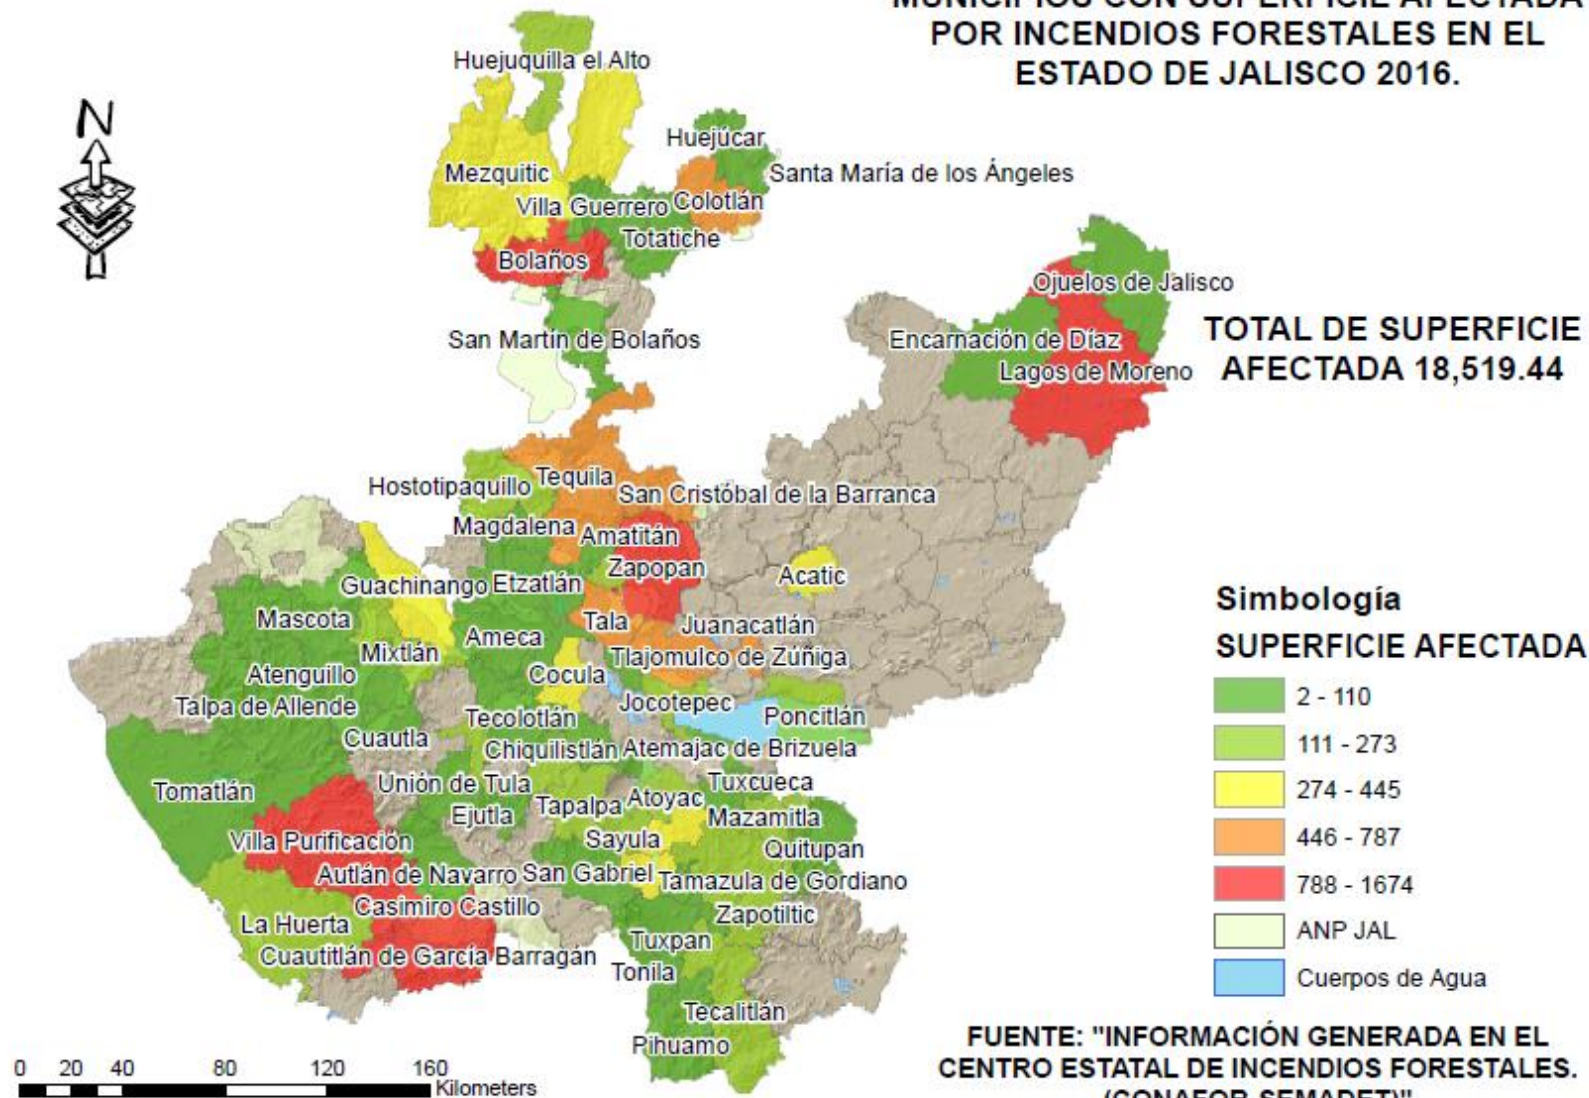 MUNICIPIOS CON SUPERFICIE AFECTADA
POR INCENDIOS FORESTALES EN EL
ESTADO DE JALISCO 2016.
N
Huejuquilla el Alto
Huejúcar
Mezquitic
Santa María de los Ángeles
Villa Guerrero
Colotlán
Totatiche
Bolaños
Ojuelos de Jalisco
San Martín de Bolaños
Encarnación de Díaz
Lagos de Moreno
TOTAL DE SUPERFICIE
AFECTADA 18,519.44
Hostotipaquillo
Tequila
San Cristóbal de la Barranca
Magdalena
Amatitán
Zapopan
Acatic
Guachinango
Etzatlán
Mascota
Tala
Juanacatlán
Ameca
Mixtlán
Tlajomulco de Zúñiga
Atenguillo
Cocula
Talpa de Allende
Jocotepec
Poncitlán
Tecolotlán
Cuautla
Chiquilistlán
Atemajac de Brizuela
Unión de Tula
Tuxcueca
Tomatlán
Tapalpa
Atoyac
Ejutla
Mazamitla
Villa Purificación
Sayula
Quitupan
Autlán de Navarro
San Gabriel
Tamazula de Gordiano
Casimiro Castillo
Zapotiltic
La Huerta
Tuxpan
Cuautitlán de García Barragán
Tonila
Tecalitlán
Pihuamo
Simbología
SUPERFICIE AFECTADA
2 - 110
111 - 273
274 - 445
446 - 787
788 - 1674
ANP JAL
Cuerpos de Agua
0 20 40 80 120 160
Kilometers
FUENTE: "INFORMACIÓN GENERADA EN EL
CENTRO ESTATAL DE INCENDIOS FORESTALES.
(CONAFOR-SEMADET)"